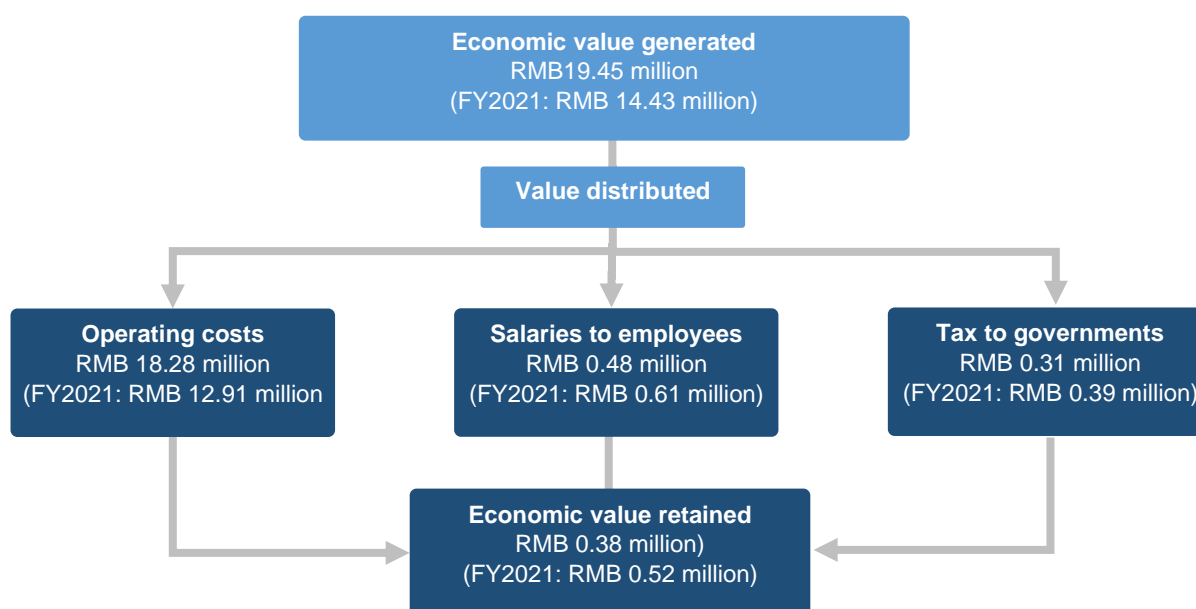 Economic value generated
RMB19.45 million
(FY2021: RMB 14.43 million)
Value distributed
Operating costs
RMB 18.28 million
(FY2021: RMB 12.91 million
Salaries to employees
RMB 0.48 million
(FY2021: RMB 0.61 million)
Tax to governments
RMB 0.31 million
(FY2021: RMB 0.39 million)
Economic value retained
RMB 0.38 million)
(FY2021: RMB 0.52 million)